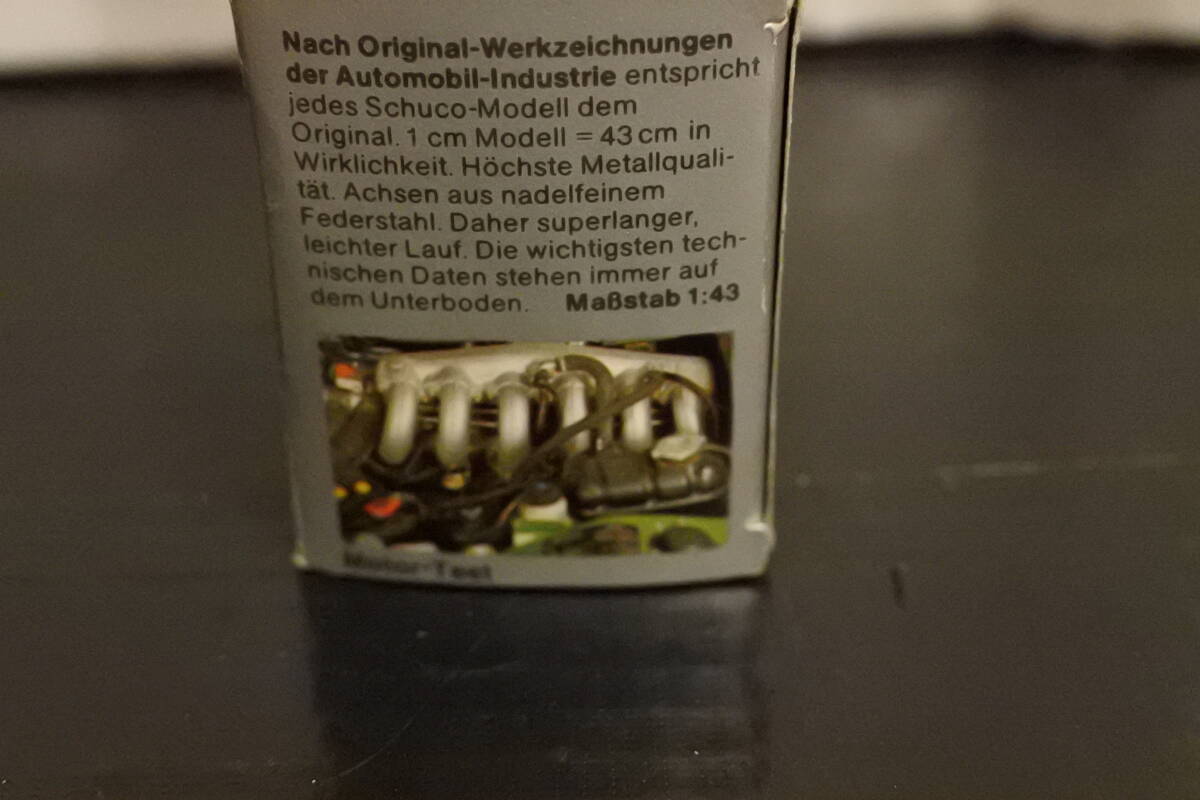 Nach Original-Werkzeichnungen
der Automobil-Industrie entspricht
jedes Schuco-Modell dem
Original. 1 cm Modell = 43 cm in
Wirklichkeit. Höchste Metallquali-
tät. Achsen aus nadelfeinem
Federstahl. Daher superlanger,
leichter Lauf. Die wichtigsten tech-
nischen Daten stehen immer auf
dem Unterboden. Maßstab 1:43
Motor-Test